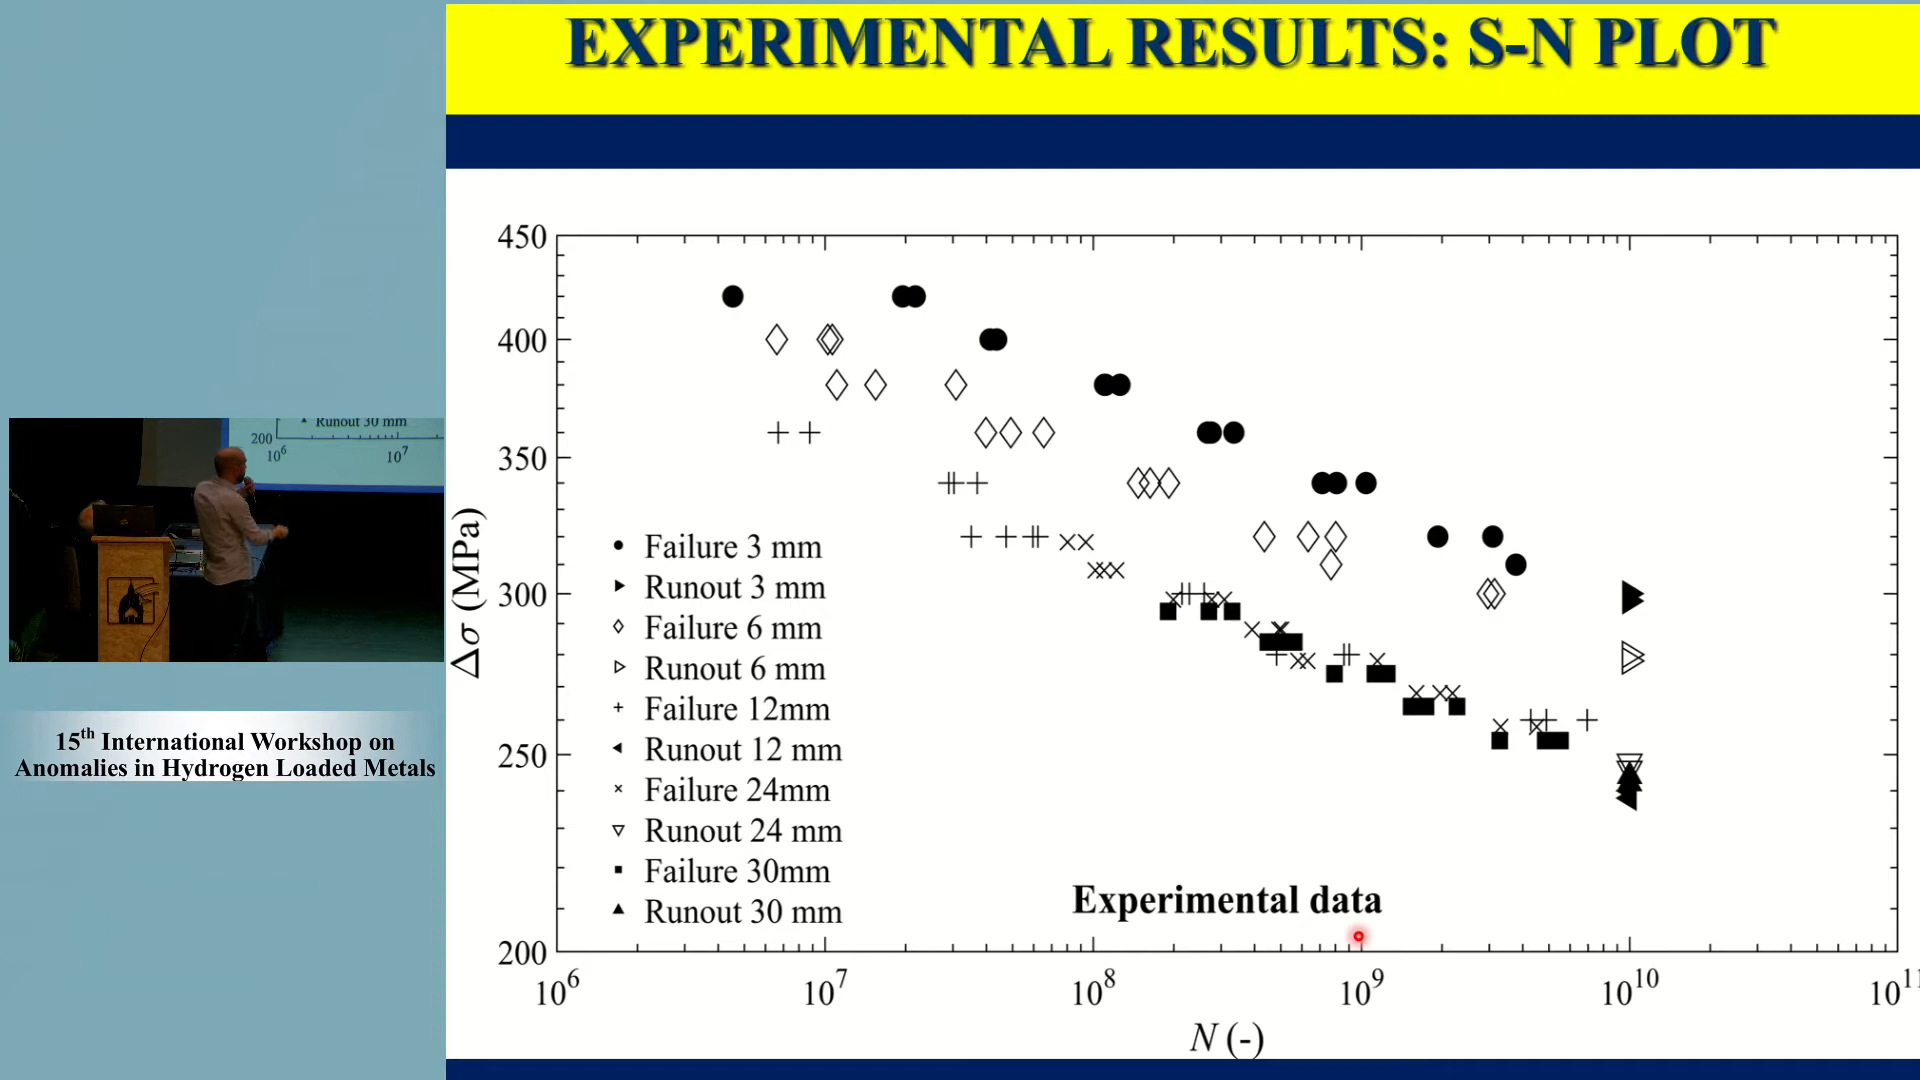 EXPERIMENTAL RESULTS: S-N PLOT
450
400
350
300
250
200
Δσ (MPa)
Failure 3 mm
Runout 3 mm
Failure 6 mm
Runout 6 mm
Failure 12mm
Runout 12 mm
Failure 24mm
Runout 24 mm
Failure 30mm
Runout 30 mm
Experimental data
10⁶ 10⁷ 10⁸ 10⁹ 10¹⁰ 10¹¹
N (-)
Runout 30 mm
200
10⁶ 10⁷
15th International Workshop on
Anomalies in Hydrogen Loaded Metals